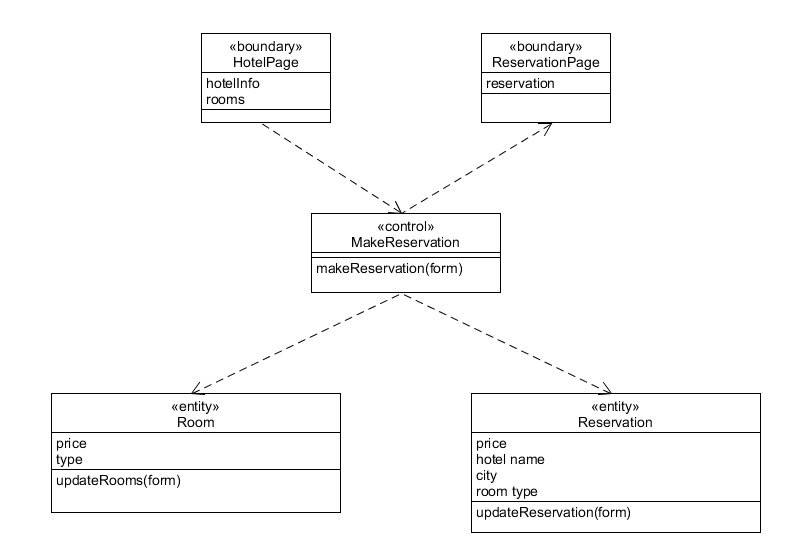 «boundary»
HotelPage
hotelInfo
rooms
«boundary»
ReservationPage
reservation
«control»
MakeReservation
makeReservation(form)
«entity»
Room
price
type
updateRooms(form)
«entity»
Reservation
price
hotel name
city
room type
updateReservation(form)